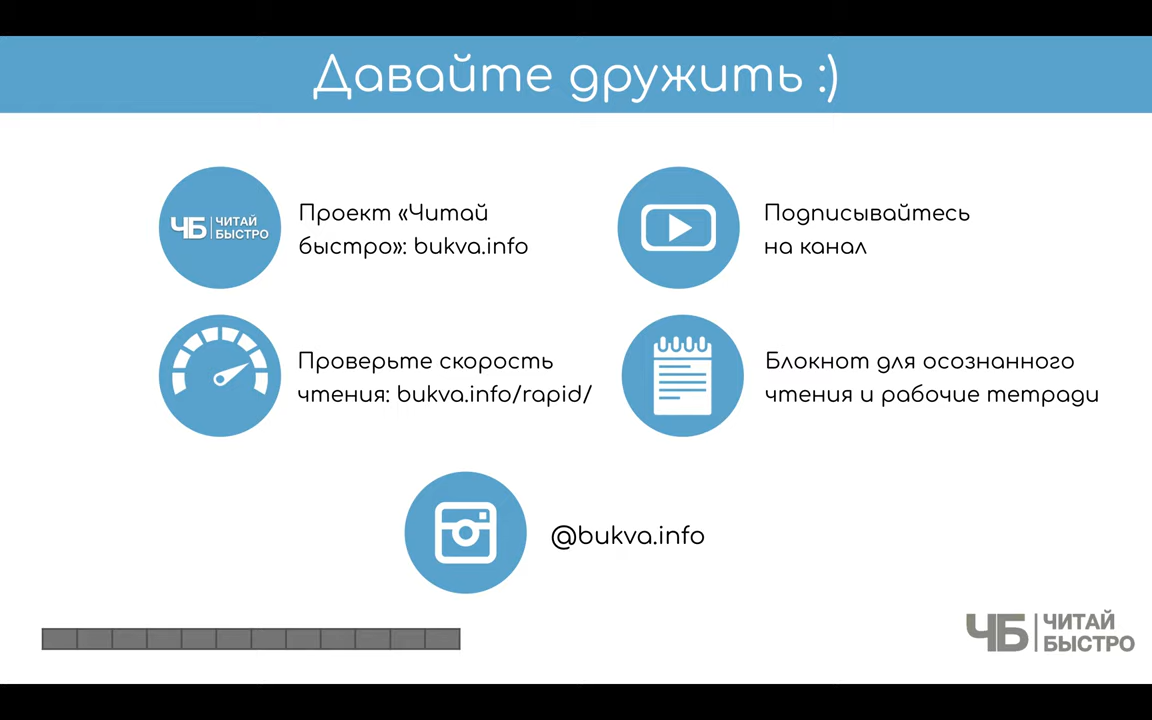 Давайте дружить :)
ЧБ ЧИТАЙ
БЫСТРО
Проект «Читай
быстро»: bukva.info
Подписывайтесь
на канал
Проверьте скорость
чтения: bukva.info/rapid/
Блокнот для осознанного
чтения и рабочие тетради
@bukva.info
ЧБ ЧИТАЙ
БЫСТРО